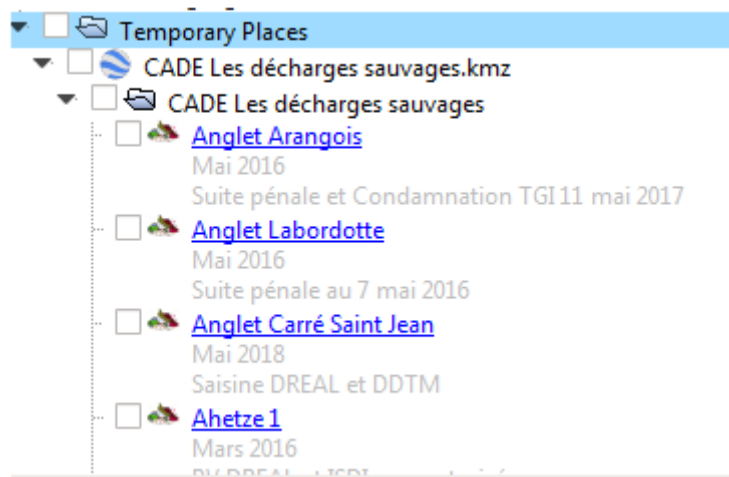 Temporary Places
CADE Les décharges sauvages.kmz
CADE Les décharges sauvages
Anglet Arangois
Mai 2016
Suite pénale et Condamnation TGI 11 mai 2017
Anglet Labordotte
Mai 2016
Suite pénale au 7 mai 2016
Anglet Carré Saint Jean
Mai 2018
Saisine DREAL et DDTM
Ahetze 1
Mars 2016